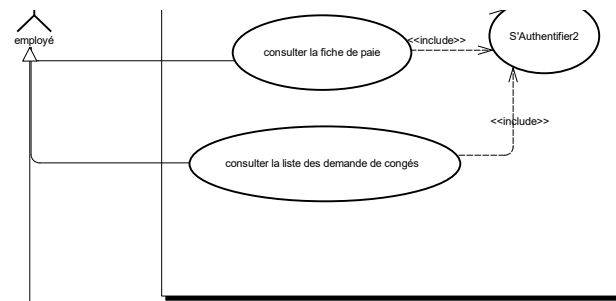 employé
consulter la fiche de paie
<<include>>
S'Authentifier2
<<include>>
consulter la liste des demande de congés